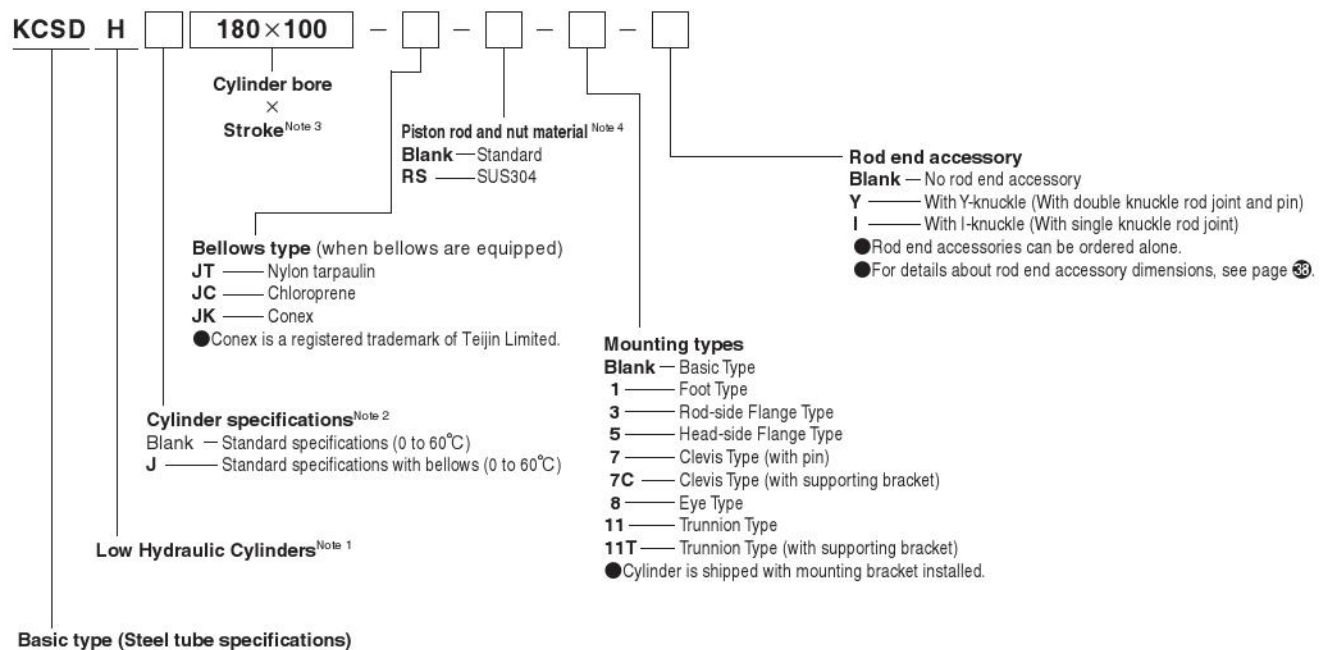 KCSD H 180×100 – – – –
Cylinder bore
×
Stroke Note 3
Piston rod and nut material Note 4
Blank — Standard
RS — SUS304
Rod end accessory
Blank — No rod end accessory
Y — With Y-knuckle (With double knuckle rod joint and pin)
I — With I-knuckle (With single knuckle rod joint)
●Rod end accessories can be ordered alone.
●For details about rod end accessory dimensions, see page 38.
Bellows type (when bellows are equipped)
JT — Nylon tarpaulin
JC — Chloroprene
JK — Conex
●Conex is a registered trademark of Teijin Limited.
Mounting types
Blank — Basic Type
1 — Foot Type
3 — Rod-side Flange Type
5 — Head-side Flange Type
7 — Clevis Type (with pin)
7C — Clevis Type (with supporting bracket)
8 — Eye Type
11 — Trunnion Type
11T — Trunnion Type (with supporting bracket)
●Cylinder is shipped with mounting bracket installed.
Cylinder specifications Note 2
Blank — Standard specifications (0 to 60°C)
J — Standard specifications with bellows (0 to 60°C)
Low Hydraulic Cylinders Note 1
Basic type (Steel tube specifications)